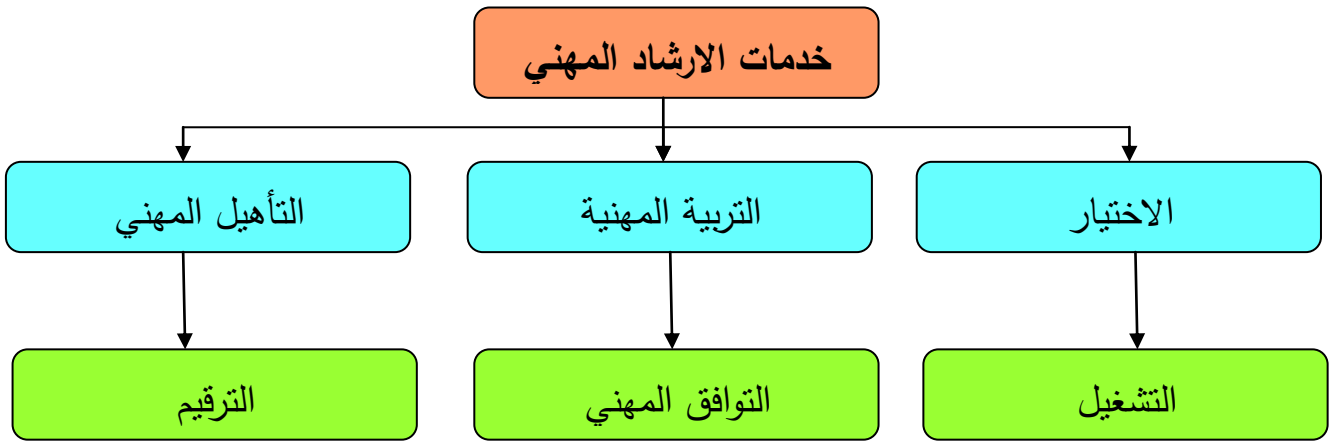 خدمات الارشاد المهني
الاختيار
التربية المهنية
التأهيل المهني
التشغيل
التوافق المهني
الترقيم